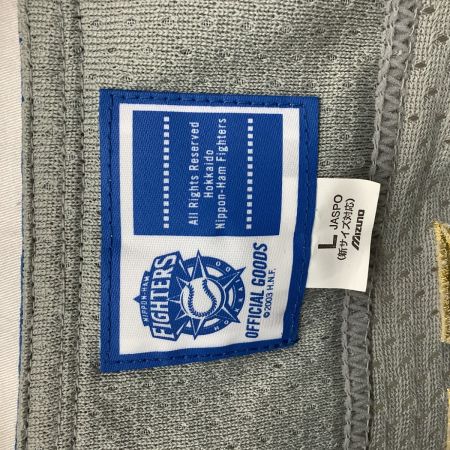 All Rights Reserved
Hokkaido
Nippon-Ham Fighters
NIPPON-HAM
FIGHTERS
HOKKAIDO
OFFICIAL GOODS
©2003 H.N.F.
L JASPO
(新サイズ対応)
mizuno